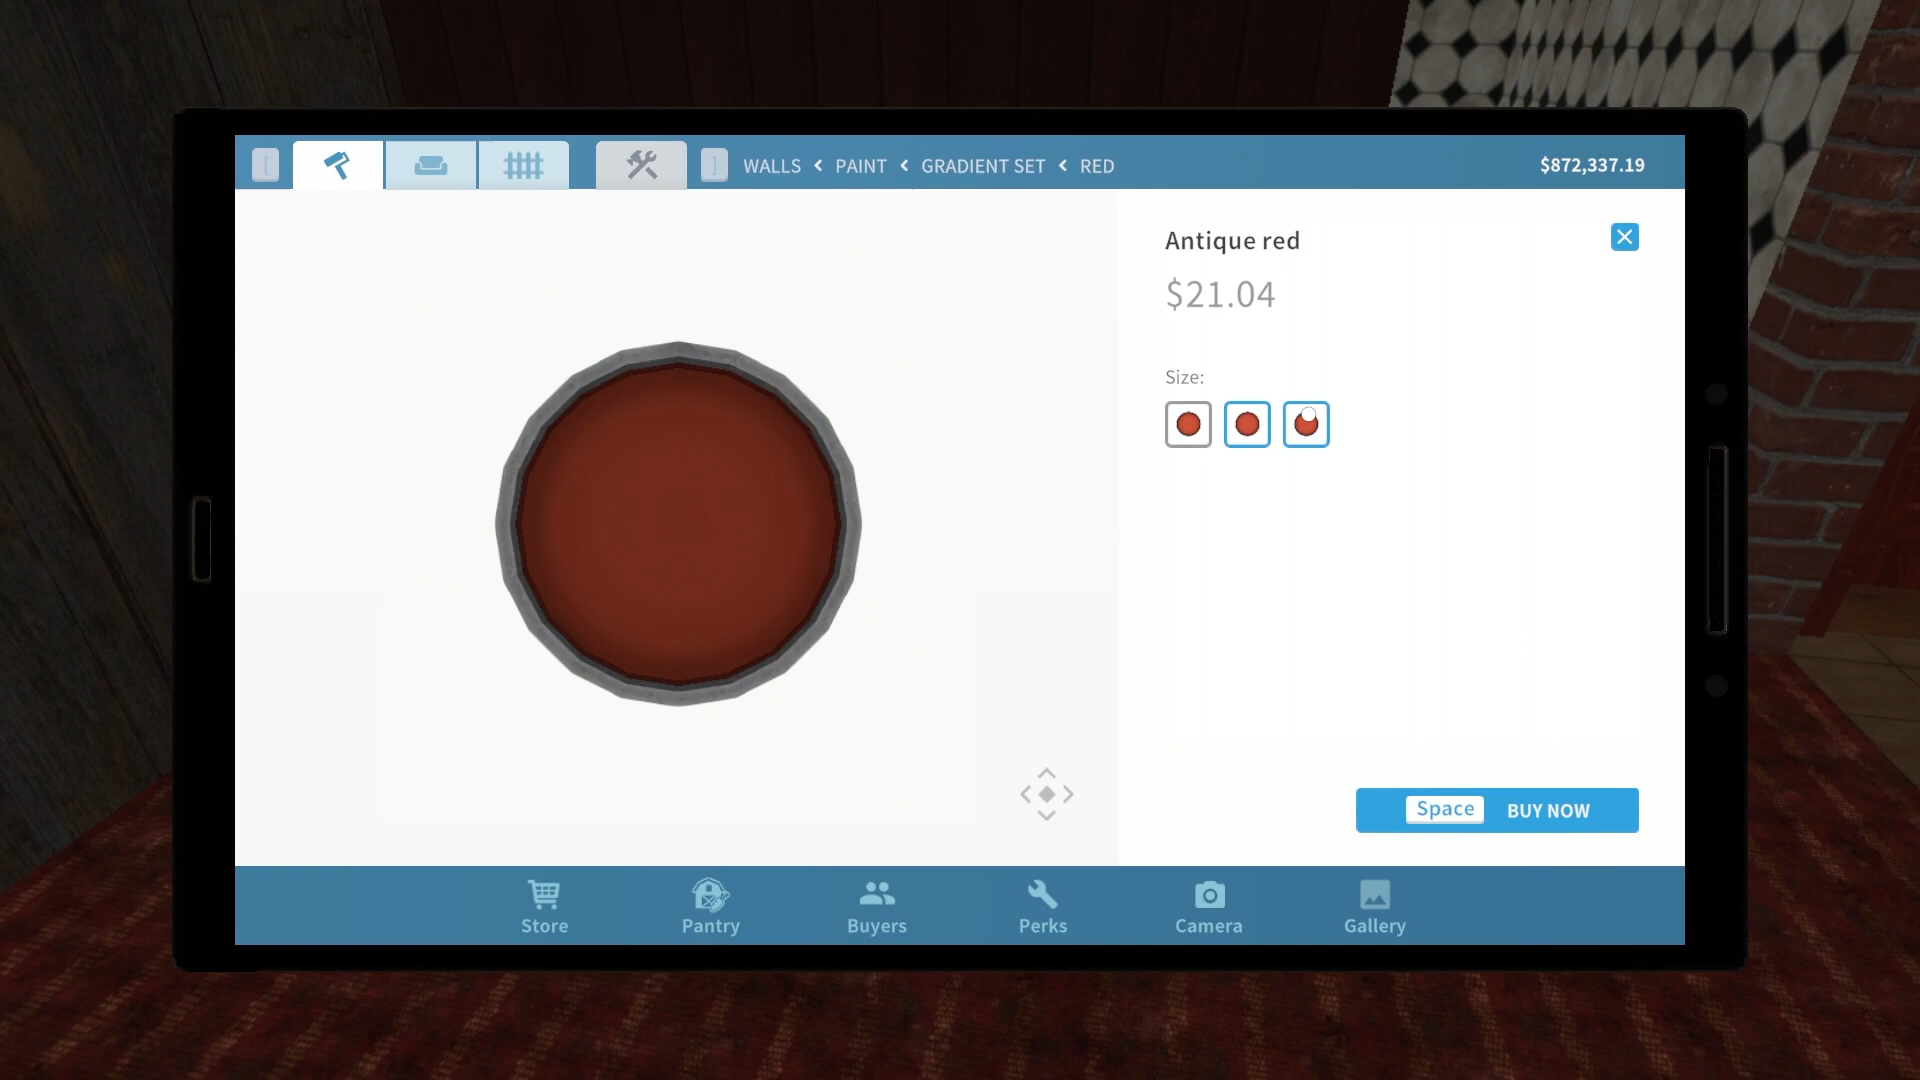 [
]
WALLS < PAINT < GRADIENT SET < RED
$872,337.19
Antique red
$21.04
Size:
Space BUY NOW
Store
Pantry
Buyers
Perks
Camera
Gallery